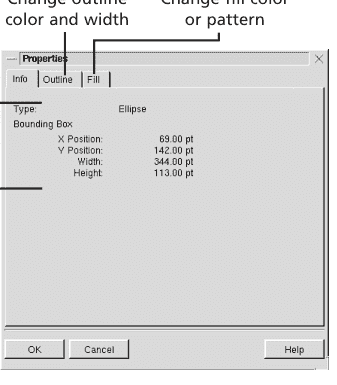 Change outline
color and width
Change fill color
or pattern
Properties
Info Outline Fill
Type: Ellipse
Bounding Box
X Position: 69.00 pt
Y Position: 142.00 pt
Width: 344.00 pt
Height: 113.00 pt
OK Cancel Help